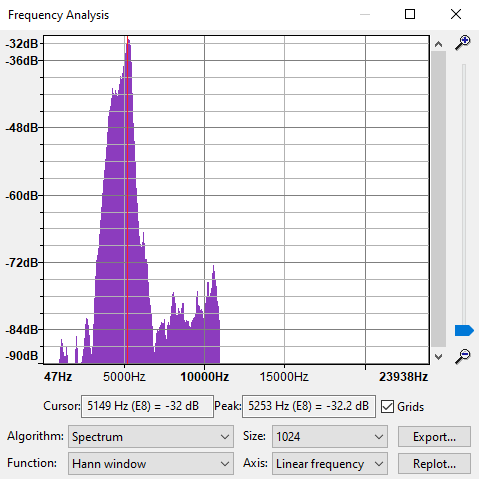 Frequency Analysis
-32dB
-36dB
-48dB
-60dB
-72dB
-84dB
-90dB
47Hz 5000Hz 10000Hz 15000Hz 23938Hz
Cursor: 5149 Hz (E8) = -32 dB Peak: 5253 Hz (E8) = -32.2 dB Grids
Algorithm: Spectrum Size: 1024 Export...
Function: Hann window Axis: Linear frequency Replot...